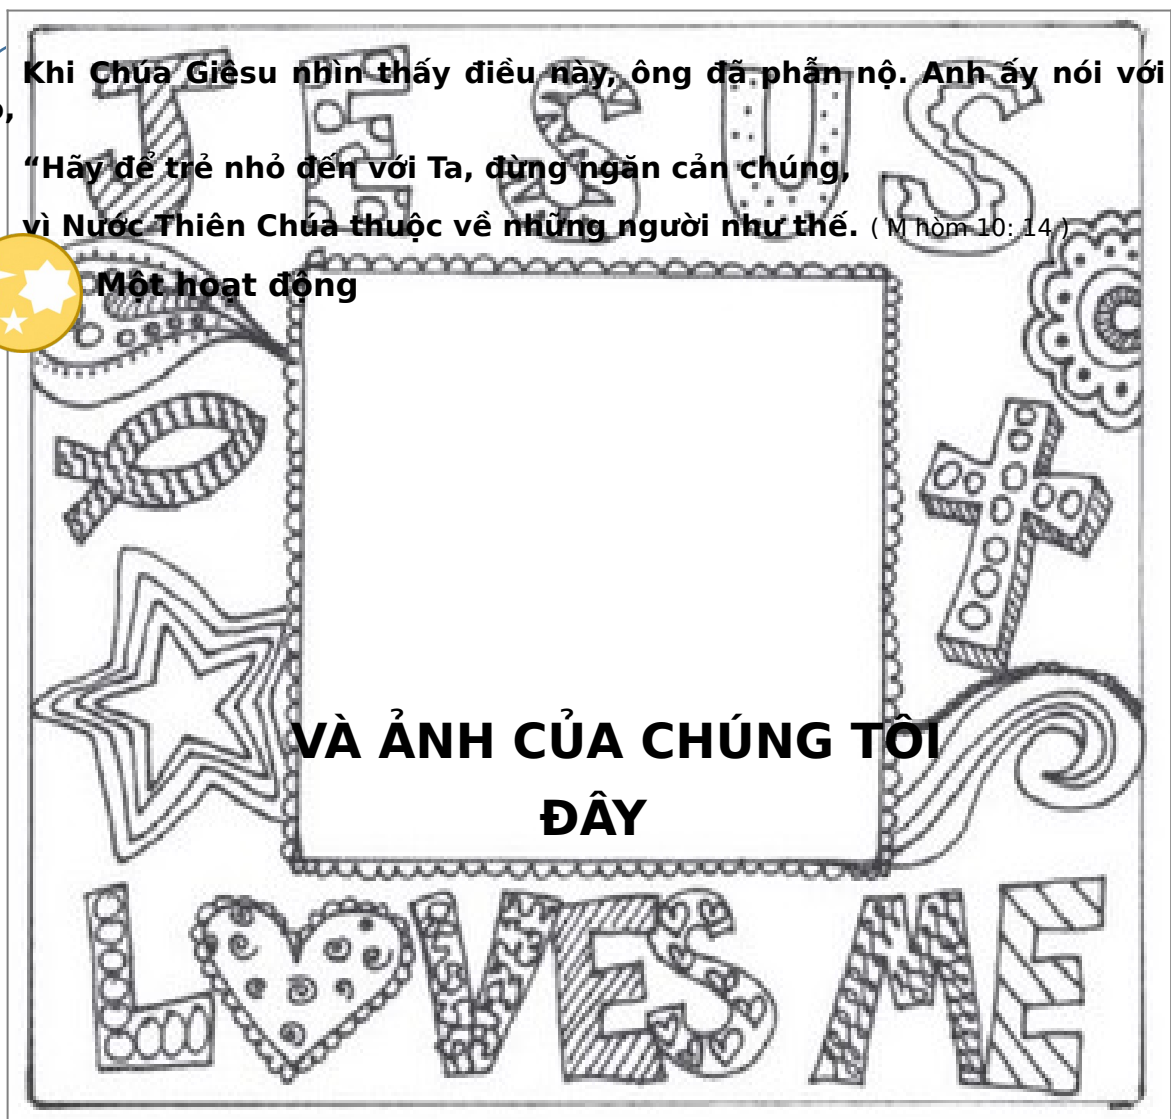 JESUS
Khi Chúa Giêsu nhìn thấy điều này, ông đã phẫn nộ. Anh ấy nói với
“Hãy để trẻ nhỏ đến với Ta, đừng ngăn cản chúng,
vì Nước Thiên Chúa thuộc về những người như thế. ( M hòm 10: 14 )
Một hoạt động
VÀ ẢNH CỦA CHÚNG TÔI
ĐÂY
LOVES ME